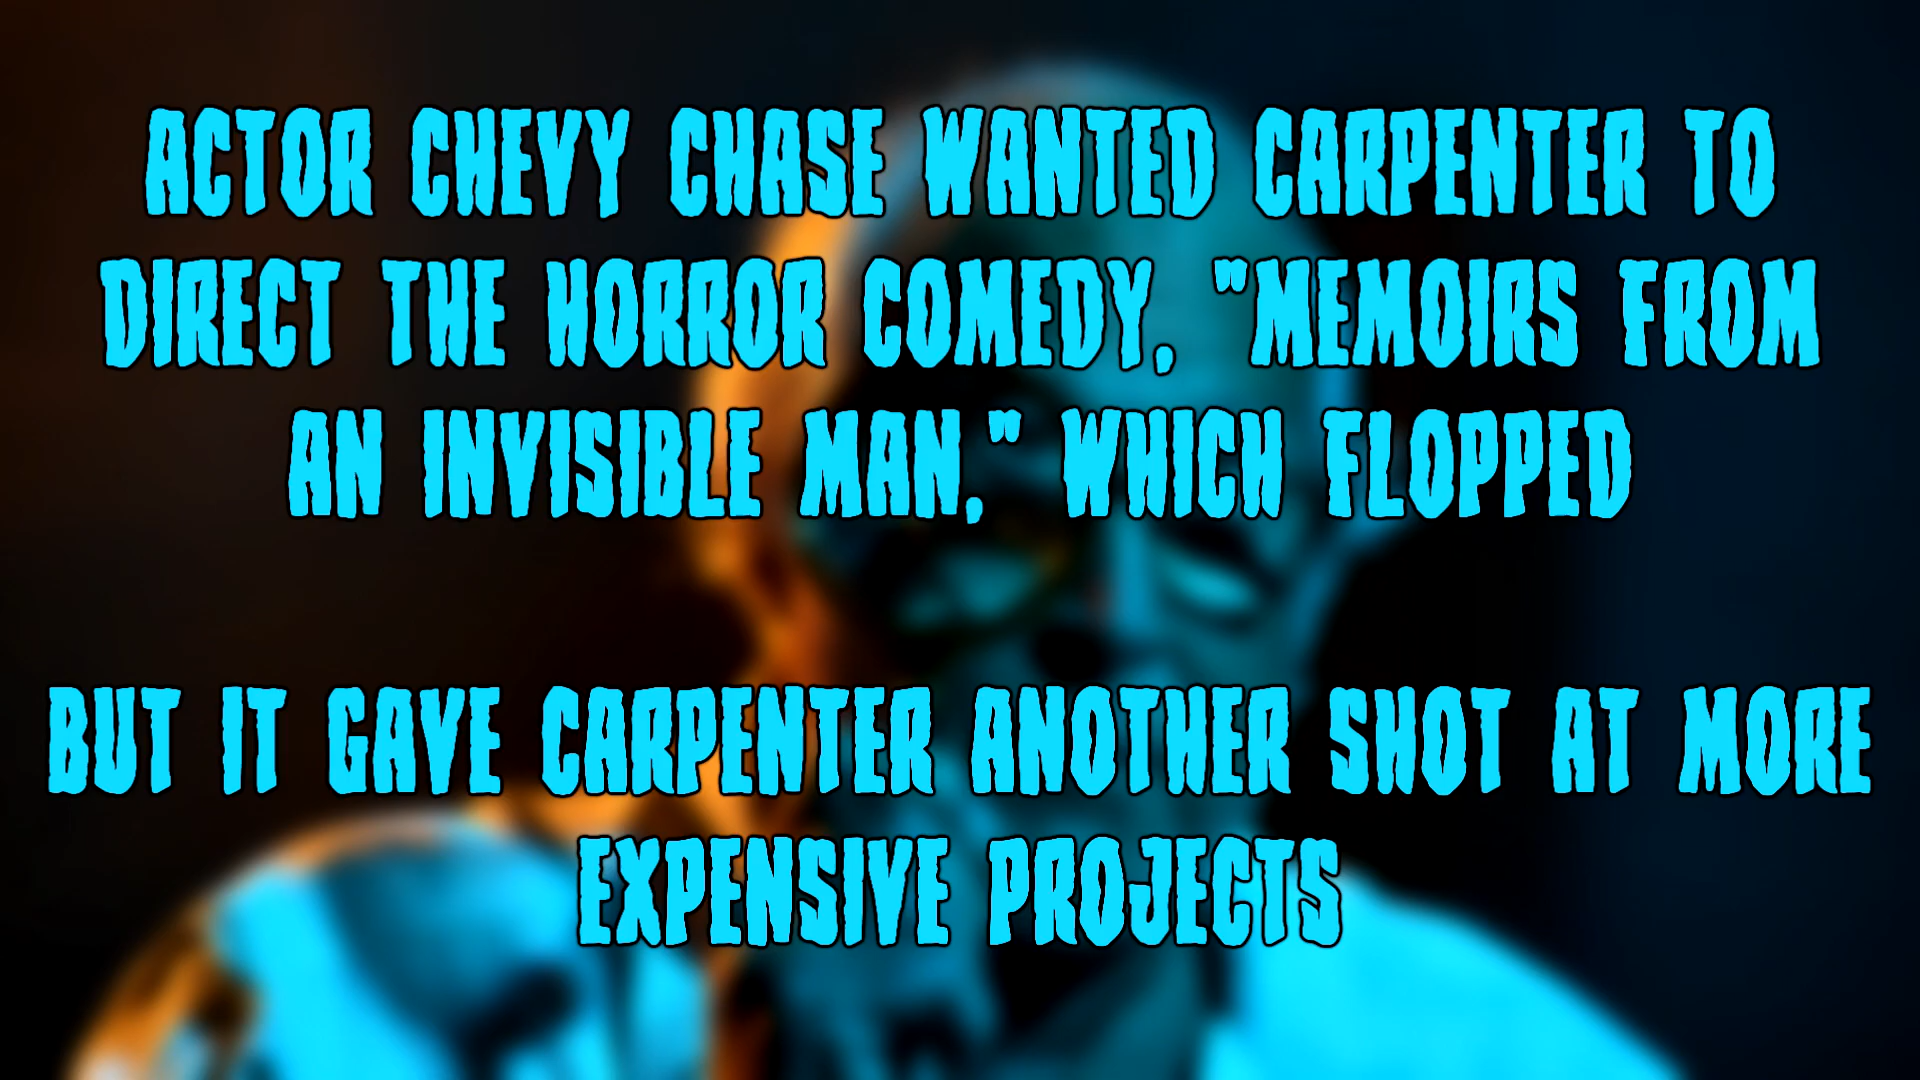 ACTOR CHEVY CHASE WANTED CARPENTER TO
DIRECT THE HORROR COMEDY, "MEMOIRS FROM
AN INVISIBLE MAN," WHICH FLOPPED
BUT IT GAVE CARPENTER ANOTHER SHOT AT MORE
EXPENSIVE PROJECTS